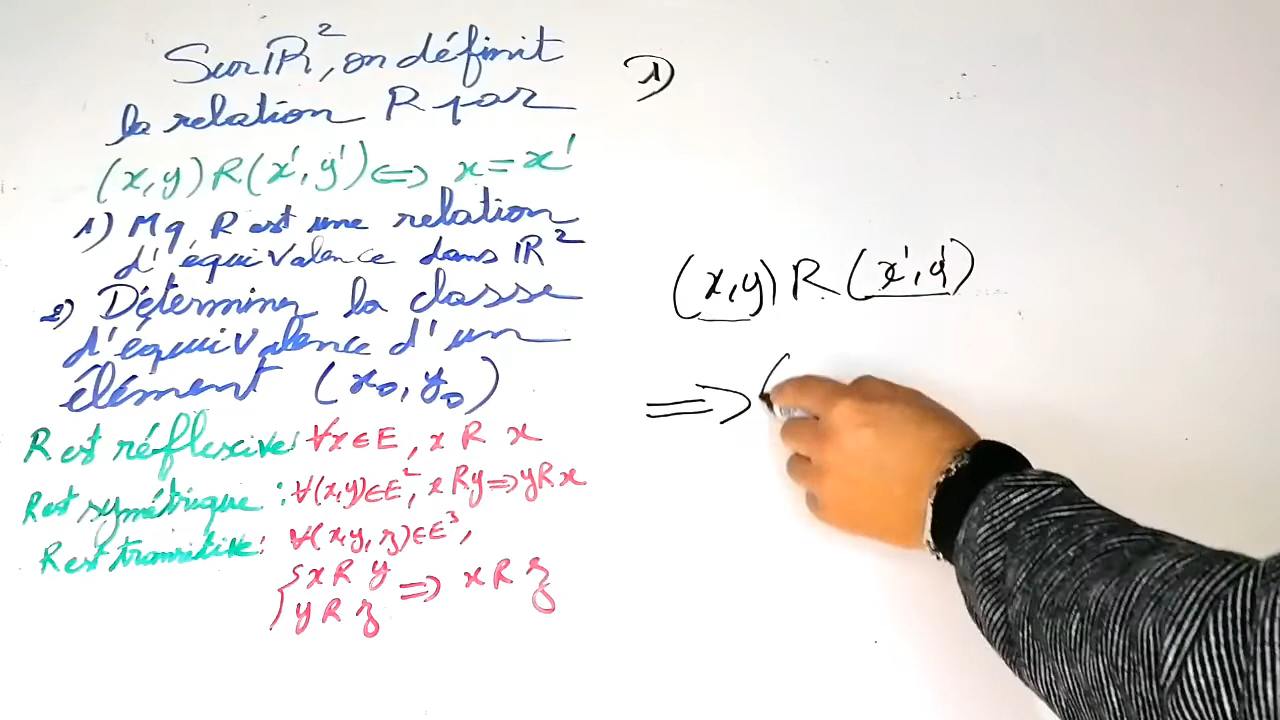 Sur ℝ², on définit
la relation R par
(x,y) R (x',y') ⟺ x = x'
1) Mq R est une relation
d'équivalence dans ℝ²
2) Déterminer la classe
d'équivalence d'un
élément (x₀, y₀)
R est réflexive: ∀x∈E, x R x
R est symétrique : ∀(x,y)∈E², x R y ⟹ y R x
R est transitive: ∀(x,y,z)∈E³,
{ x R y
y R z ⟹ x R z
1)
(x,y) R (x',y')
⟹ (